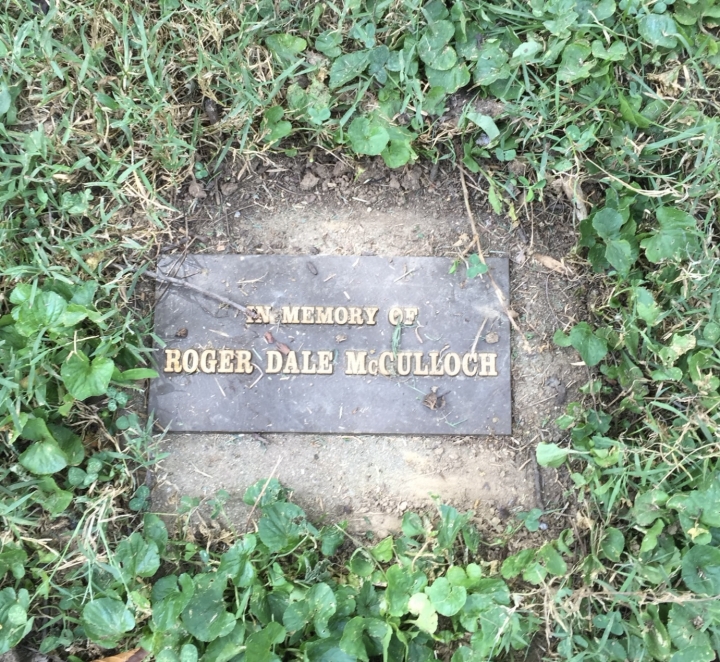 IN MEMORY OF
ROGER DALE McCULLOCH